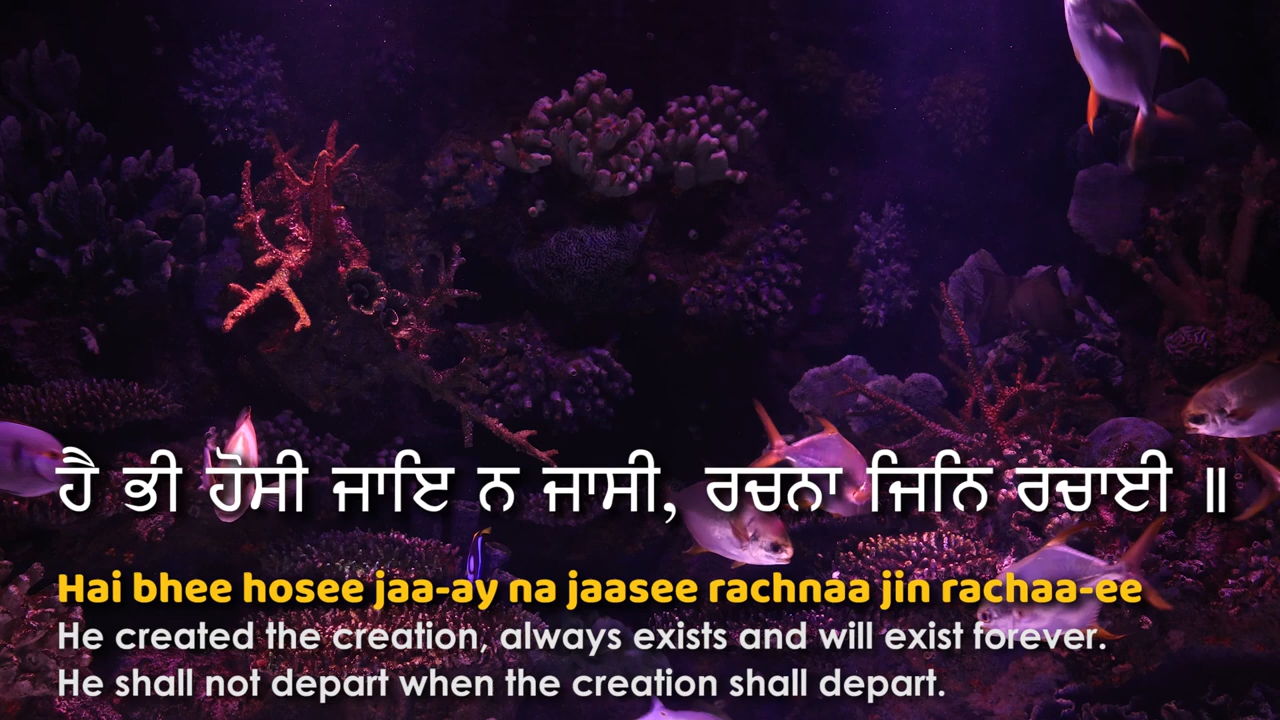 ਹੈ ਭੀ ਹੋਸੀ ਜਾਇ ਨ ਜਾਸੀ, ਰਚਨਾ ਜਿਨਿ ਰਚਾਈ ॥
Hai bhee hosee jaa-ay na jaasee rachnaa jin rachaa-ee
He created the creation, always exists and will exist forever.
He shall not depart when the creation shall depart.